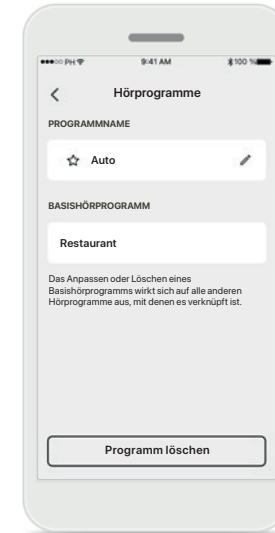 ●●●○○ PH 9:41 AM 100 %
Hörprogramme
PROGRAMMNAME
Auto
BASISHÖRPROGRAMM
Restaurant
Das Anpassen oder Löschen eines
Basishörprogramms wirkt sich auf alle anderen
Hörprogramme aus, mit denen es verknüpft ist.
Programm löschen